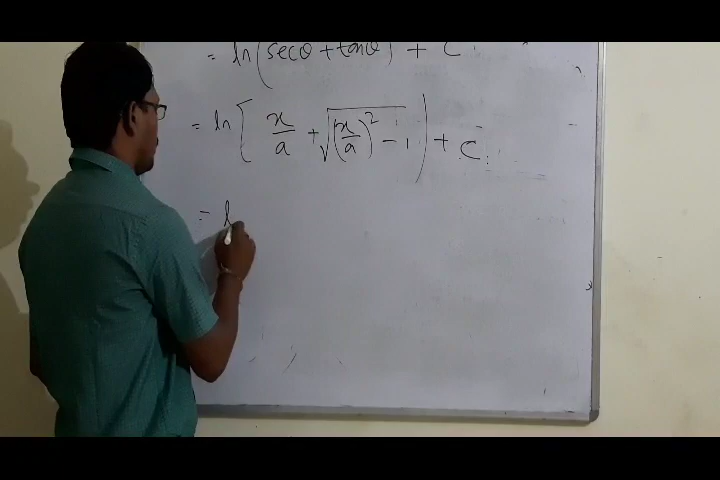 = ln(secθ + tanθ) + C
= ln[x/a + √((x/a)² - 1)] + C
= l